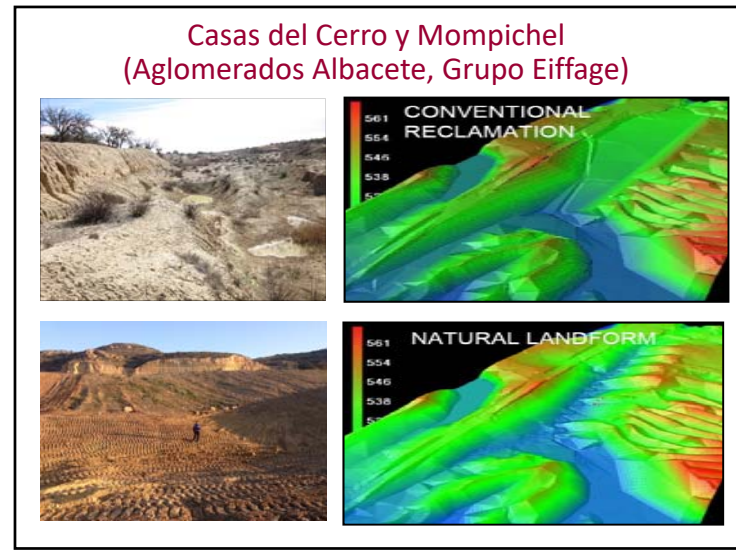 Casas del Cerro y Mompichel
(Aglomerados Albacete, Grupo Eiffage)
CONVENTIONAL
RECLAMATION
561
554
546
538
NATURAL LANDFORM
561
554
546
538